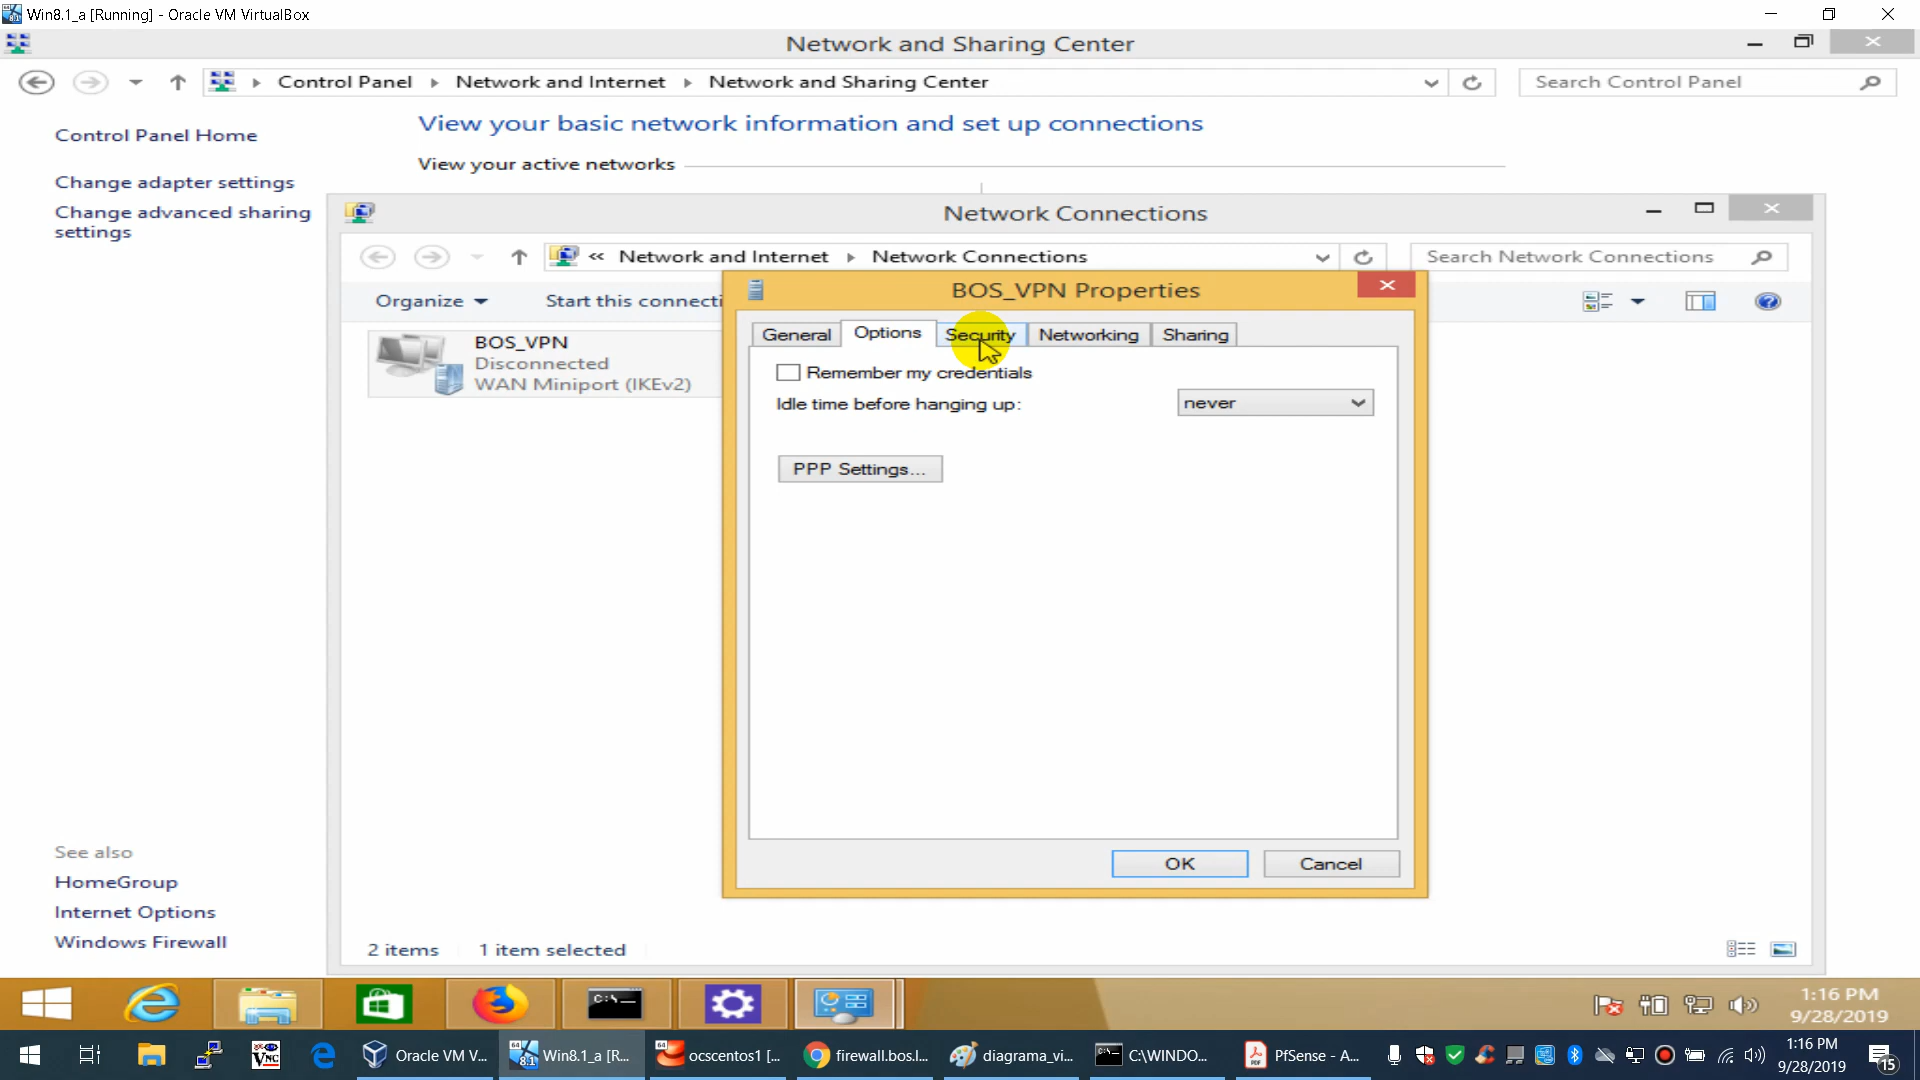 Win8.1_a [Running] - Oracle VM VirtualBox
Network and Sharing Center
Control Panel Network and Internet Network and Sharing Center
Search Control Panel
Control Panel Home
View your basic network information and set up connections
View your active networks
Change adapter settings
Change advanced sharing
settings
Network Connections
« Network and Internet Network Connections
Search Network Connections
Organize
Start this connecti
BOS_VPN
Disconnected
WAN Miniport (IKEv2)
BOS_VPN Properties
General Options Security Networking Sharing
Remember my credentials
Idle time before hanging up:
never
PPP Settings...
OK
Cancel
See also
HomeGroup
Internet Options
Windows Firewall
2 items 1 item selected
C:\
1:16 PM
9/28/2019
Oracle VM V...
Win8.1_a [R...
ocscentos1 [...
firewall.bos.l...
diagrama_vi...
C:\WINDO...
PfSense - A...
1:16 PM
9/28/2019
15